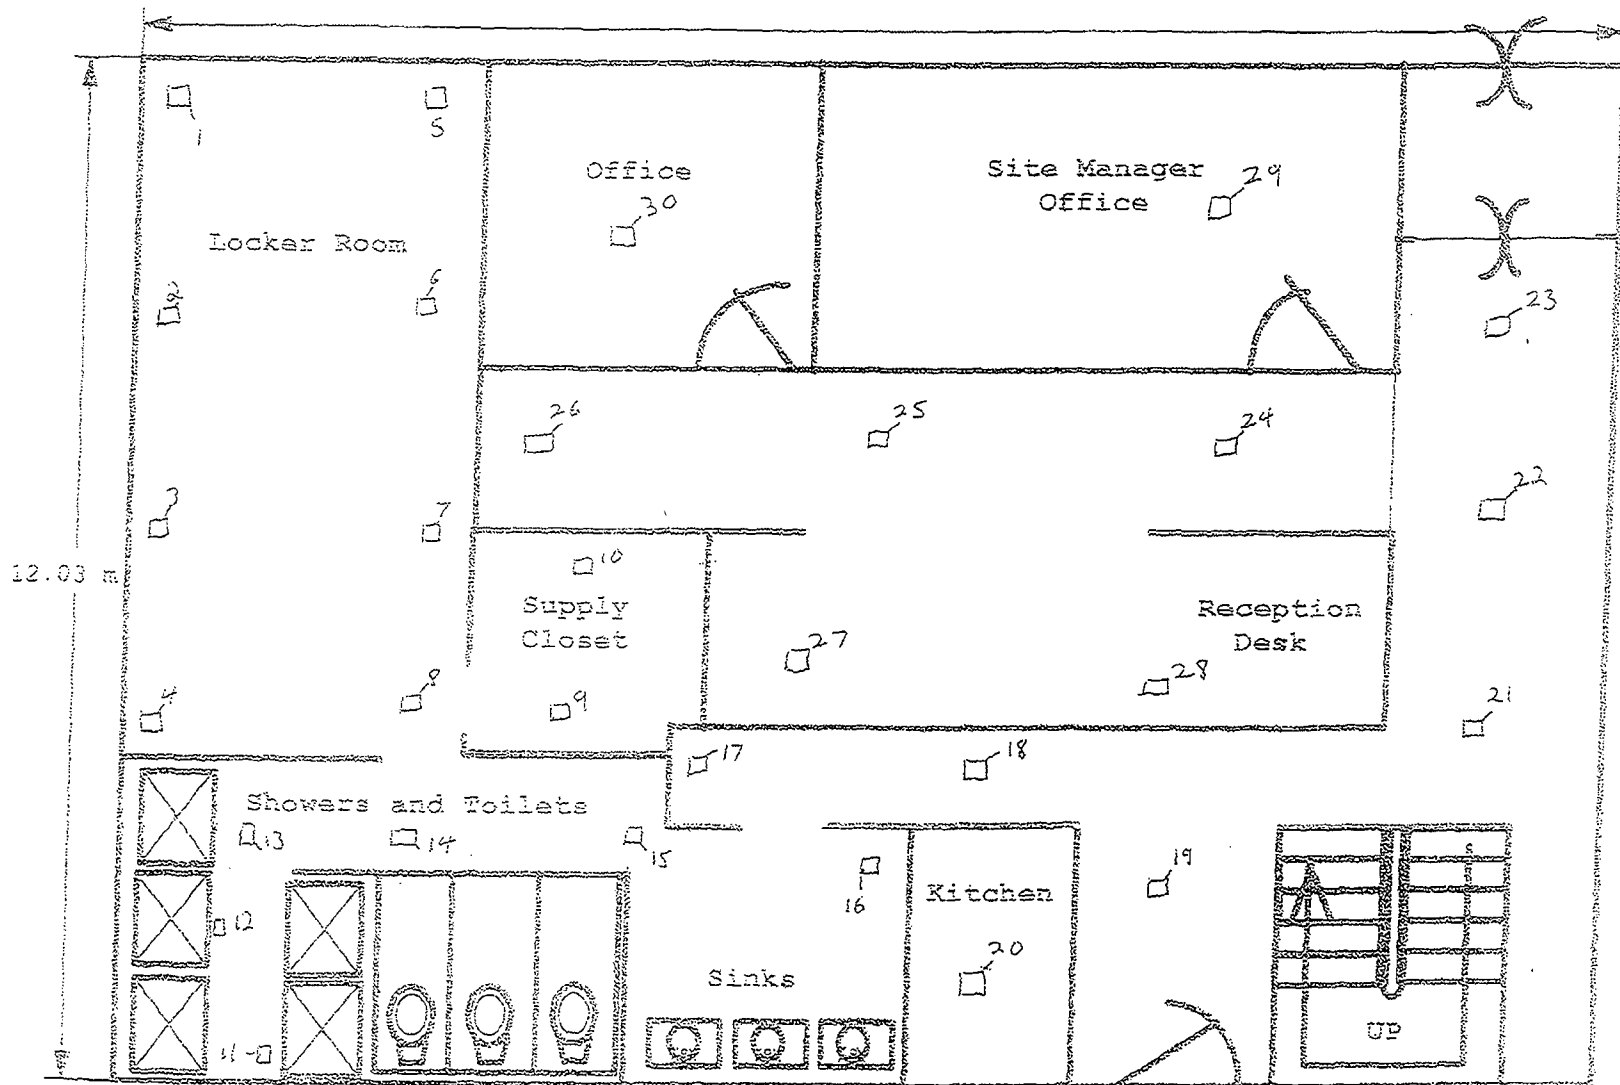 1
5
Office
30
Site Manager
Office
29
Locker Room
2
6
23
26
25
24
22
3
7
12.03 m
10
Supply
Closet
Reception
Desk
27
28
4
8
9
21
17
18
Showers and Toilets
13
14
15
16
19
Kitchen
12
20
Sinks
11
UP